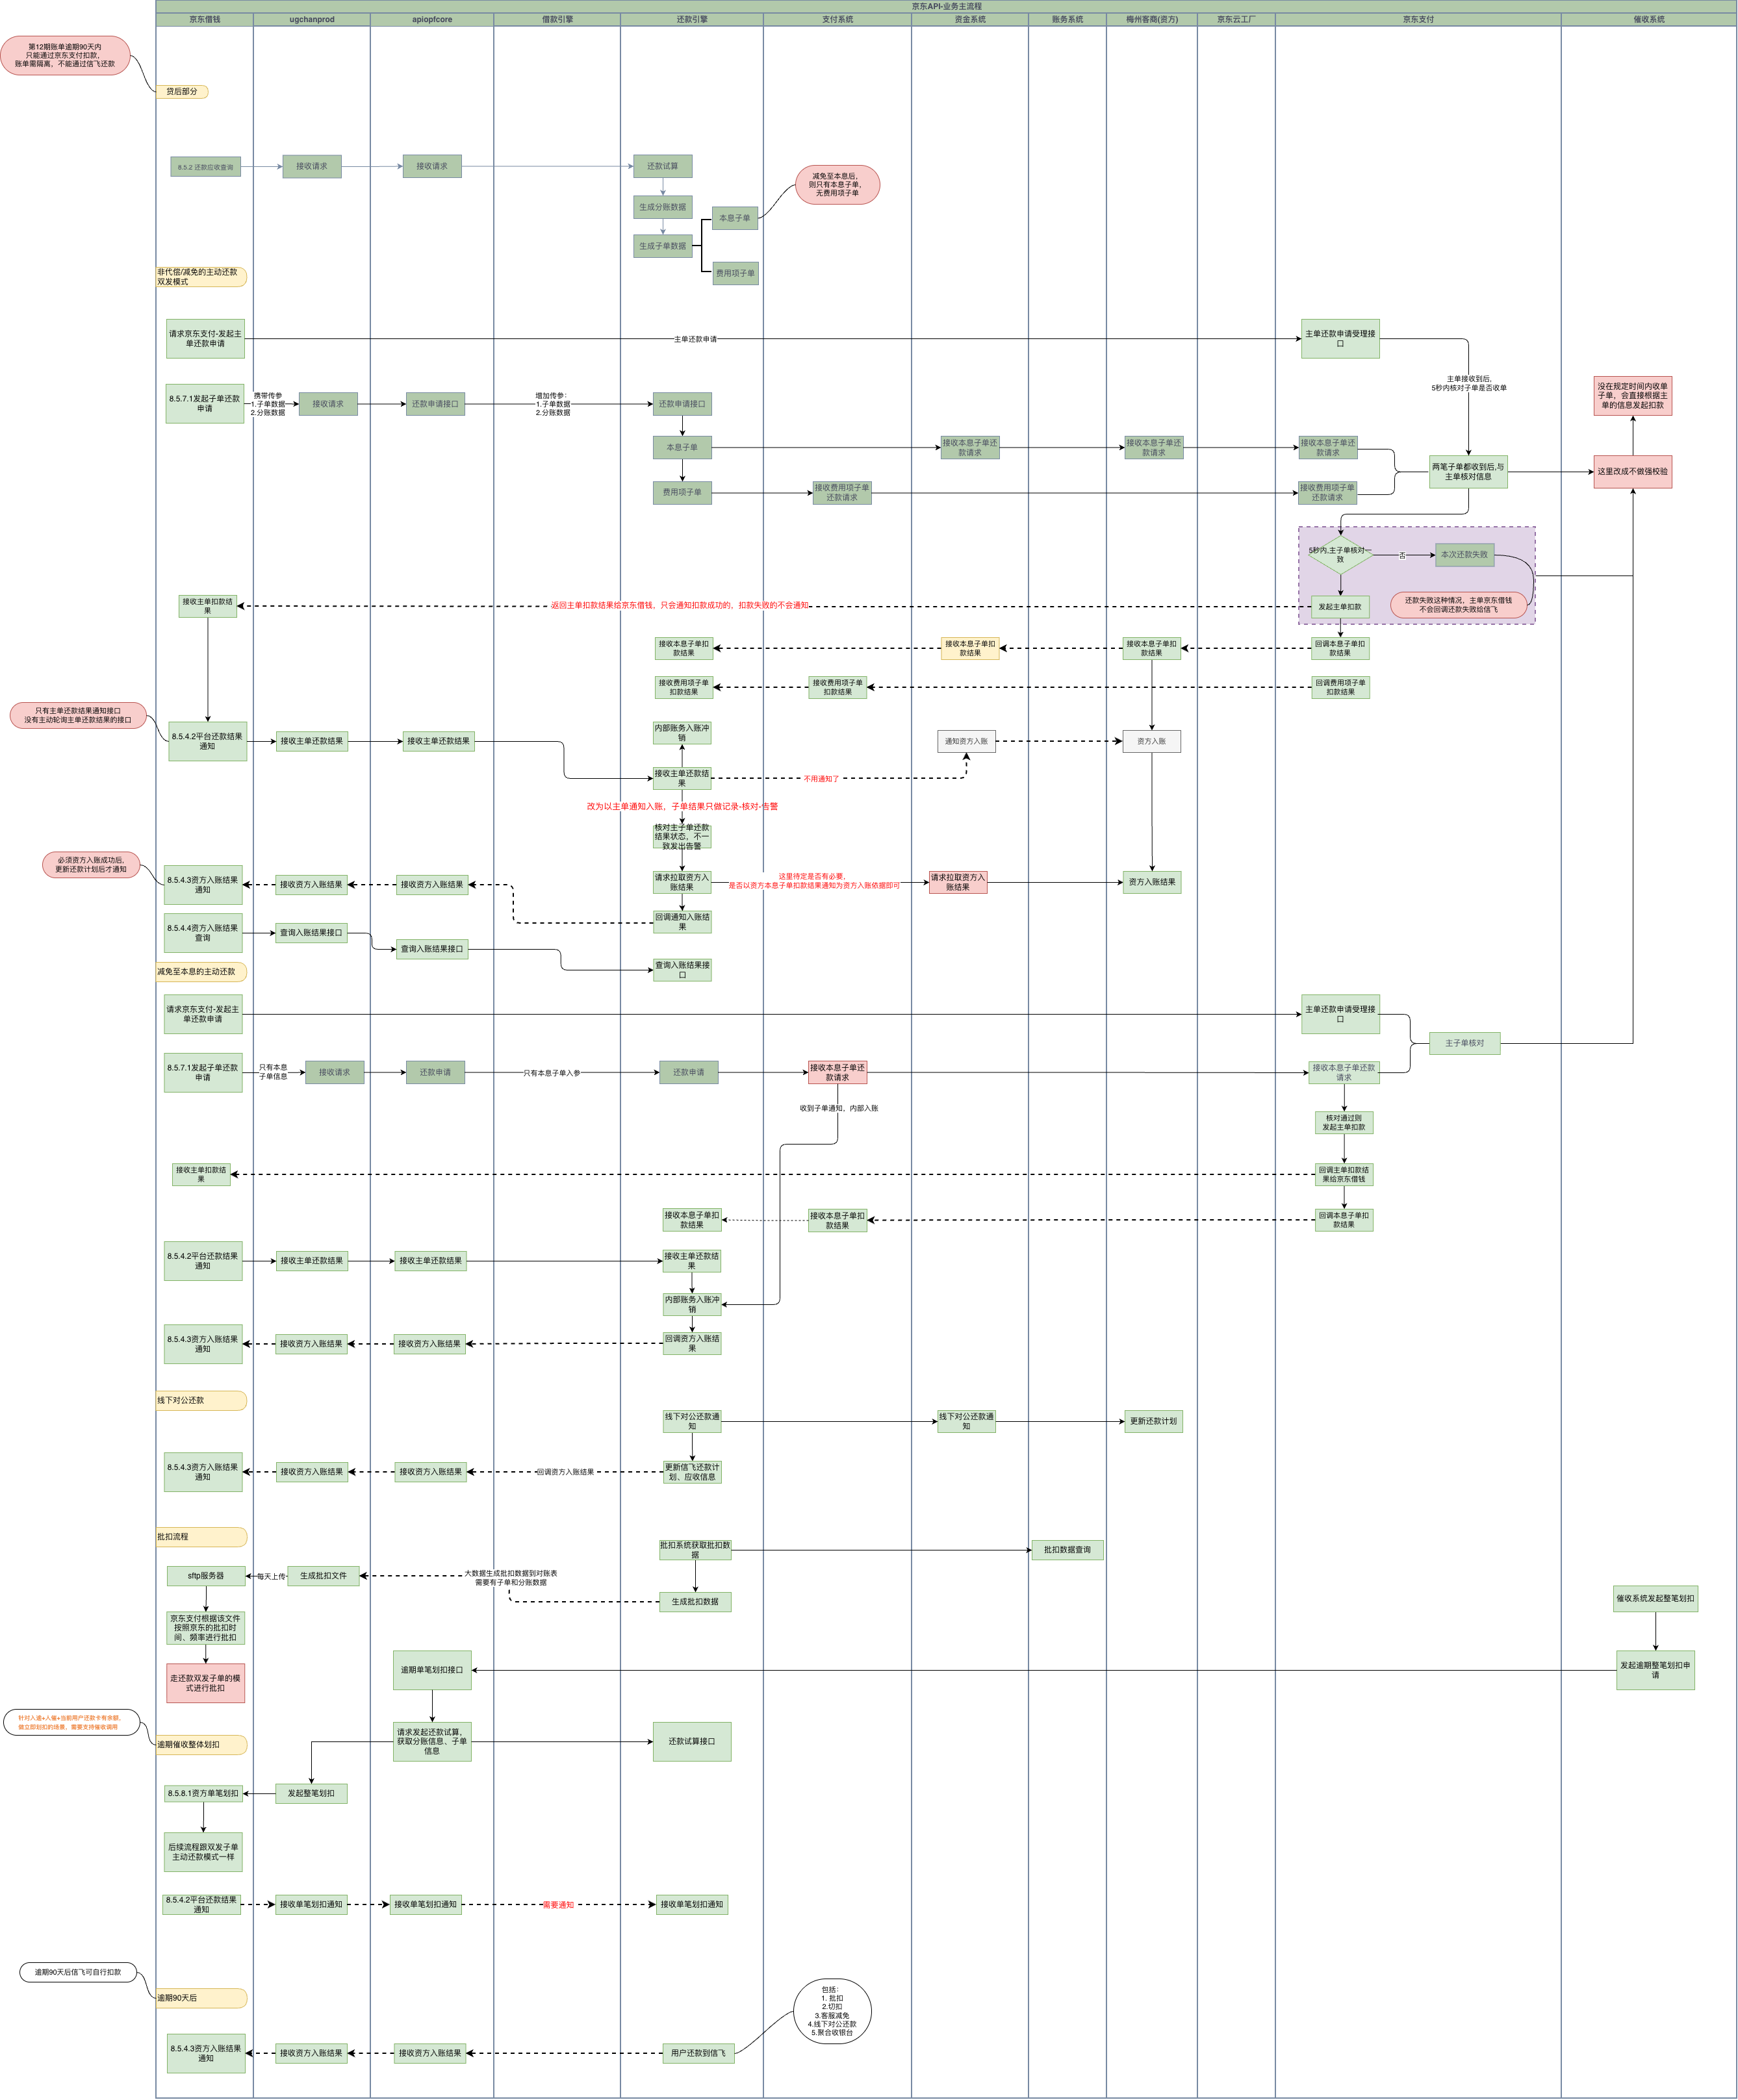 京东API-业务主流程
京东借钱
ugchanprod
apiopfcore
借款引擎
还款引擎
支付系统
资金系统
账务系统
梅州客商(资方)
京东云工厂
京东支付
催收系统
第12期账单逾期90天内
只能通过京东支付扣款，
账单需隔离，不能通过信飞还款
贷后部分
8.5.2 还款应收查询
接收请求
接收请求
还款试算
生成分账数据
生成子单数据
本息子单
费用项子单
减免至本息后，
则只有本息子单，
无费用项子单
非代偿/减免的主动还款
双发模式
请求京东支付-发起主
单还款申请
主单还款申请
主单还款申请受理接
口
主单接收到后，
5秒内核对子单是否收单
没在规定时间内收单
子单，会直接根据主
单的信息发起扣款
8.5.7.1发起子单还款
申请
携带传参
1.子单数据
2.分账数据
接收请求
还款申请接口
增加传参：
1.子单数据
2.分账数据
还款申请接口
本息子单
接收本息子单还
款请求
接收本息子单还
款请求
接收本息子单还
款请求
费用项子单
接收费用项子单
还款请求
接收费用项子单
还款请求
两笔子单都收到后,与
主单核对信息
这里改成不做强校验
5秒内,主子单核对一
致
否
本次还款失败
还款失败这种情况，主单京东借钱
不会回调还款失败给信飞
发起主单扣款
返回主单扣款结果给京东借钱，只会通知扣款成功的，扣款失败的不会通知
接收主单扣款结
果
接收本息子单扣
款结果
接收本息子单扣
款结果
接收本息子单扣
款结果
回调本息子单扣
款结果
接收费用项子单
扣款结果
接收费用项子单
扣款结果
回调费用项子单
扣款结果
只有主单还款结果通知接口
没有主动轮询主单还款结果的接口
8.5.4.2平台还款结果
通知
接收主单还款结果
接收主单还款结果
内部账务入账冲
销
接收主单还款结
果
不用通知了
通知资方入账
资方入账
改为以主单通知入账，子单结果只做记录-核对-告警
核对主子单还款
结果状态，不一
致发出告警
必须资方入账成功后,
更新还款计划后才通知
8.5.4.3资方入账结果
通知
接收资方入账结果
接收资方入账结果
请求拉取资方入
账结果
这里待定是否有必要，
是否以资方本息子单扣款结果通知为资方入账依据即可
请求拉取资方入
账结果
资方入账结果
回调通知入账结
果
8.5.4.4资方入账结果
查询
查询入账结果接口
查询入账结果接口
查询入账结果接
口
减免至本息的主动还款
请求京东支付-发起主
单还款申请
主单还款申请受理接
口
主子单核对
8.5.7.1发起子单还款
申请
只有本息
子单信息
接收请求
还款申请
只有本息子单入参
还款申请
接收本息子单还
款请求
接收本息子单还款
请求
收到子单通知，内部入账
核对通过则
发起主单扣款
接收主单扣款结
果
回调主单扣款结
果给京东借钱
接收本息子单扣
款结果
接收本息子单扣
款结果
回调本息子单扣
款结果
8.5.4.2平台还款结果
通知
接收主单还款结果
接收主单还款结果
接收主单还款结
果
内部账务入账冲
销
8.5.4.3资方入账结果
通知
接收资方入账结果
接收资方入账结果
回调资方入账结
果
线下对公还款
线下对公还款通
知
线下对公还款通
知
更新还款计划
8.5.4.3资方入账结果
通知
接收资方入账结果
接收资方入账结果
回调资方入账结果
更新信飞还款计
划、应收信息
批扣流程
批扣系统获取批扣数
据
批扣数据查询
sftp服务器
每天上传
生成批扣文件
大数据生成批扣数据到对账表
需要有子单和分账数据
生成批扣数据
催收系统发起整笔划扣
京东支付根据该文件
按照京东的批扣时
间、频率进行批扣
走还款双发子单的模
式进行批扣
逾期单笔划扣接口
发起逾期整笔划扣申
请
针对人逾+人催+当前用户还款卡有余额，
做立即划扣的场景，需要支持催收调用
逾期催收整体划扣
请求发起还款试算，
获取分账信息、子单
信息
还款试算接口
8.5.8.1资方单笔划扣
发起整笔划扣
后续流程跟双发子单
主动还款模式一样
8.5.4.2平台还款结果
通知
接收单笔划扣通知
接收单笔划扣通知
需要通知
接收单笔划扣通知
逾期90天后信飞可自行扣款
逾期90天后
包括：
1. 批扣
2.切扣
3.客服减免
4.线下对公还款
5.聚合收银台
8.5.4.3资方入账结果
通知
接收资方入账结果
接收资方入账结果
用户还款到信飞